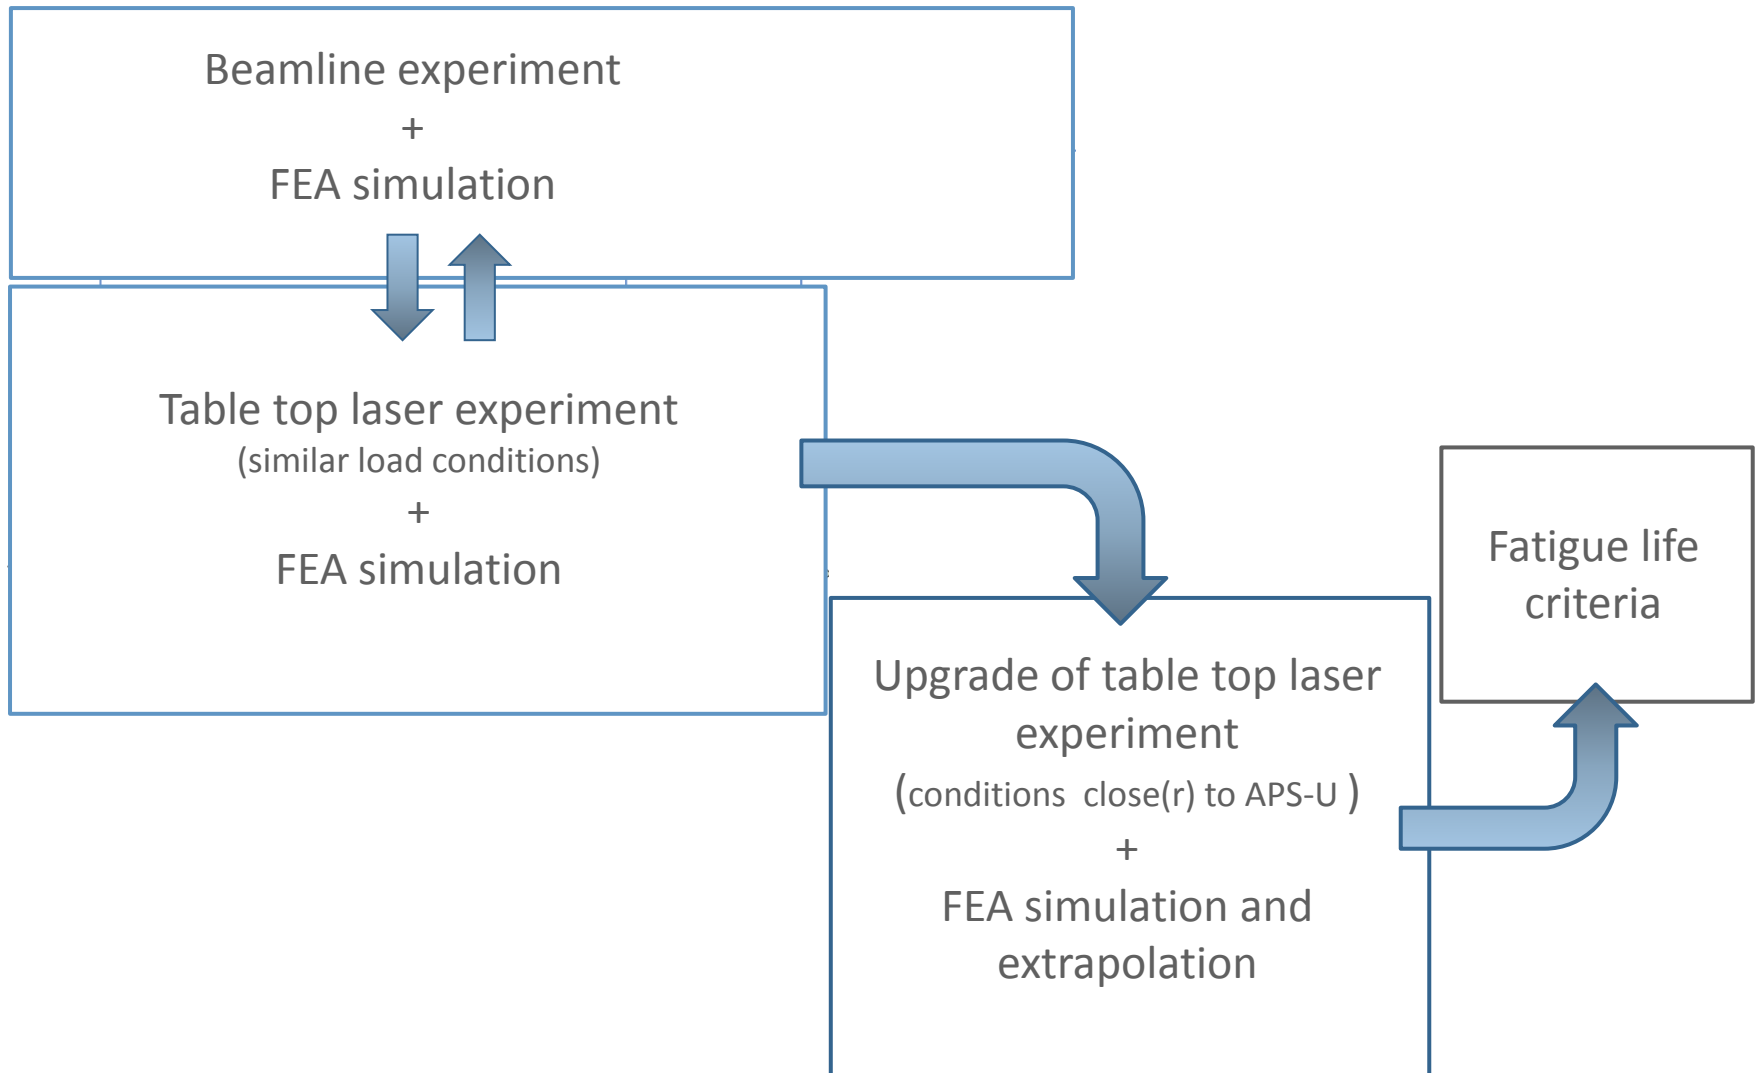 Beamline experiment
+
FEA simulation
Table top laser experiment
(similar load conditions)
+
FEA simulation
Upgrade of table top laser
experiment
(conditions  close(r) to APS-U )
+
FEA simulation and
extrapolation
Fatigue life
criteria